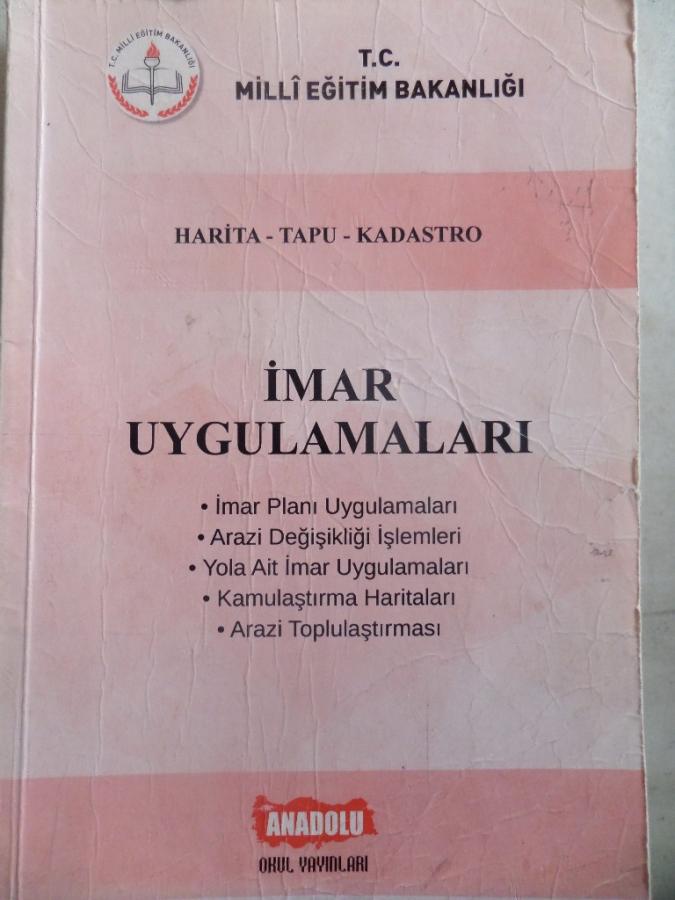 T.C. MİLLÎ EĞİTİM BAKANLIĞI
T.C.
MİLLÎ EĞİTİM BAKANLIĞI
HARİTA - TAPU - KADASTRO
İMAR
UYGULAMALARI
• İmar Planı Uygulamaları
• Arazi Değişikliği İşlemleri
• Yola Ait İmar Uygulamaları
• Kamulaştırma Haritaları
• Arazi Toplulaştırması
ANADOLU
OKUL YAYINLARI